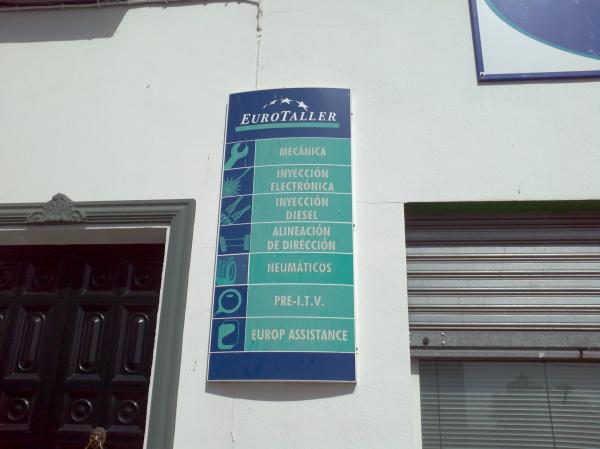 EUROTALLER
MECÁNICA
INYECCIÓN
ELECTRÓNICA
INYECCIÓN
DIESEL
ALINEACIÓN
DE DIRECCIÓN
NEUMÁTICOS
PRE-I.T.V.
EUROP ASSISTANCE